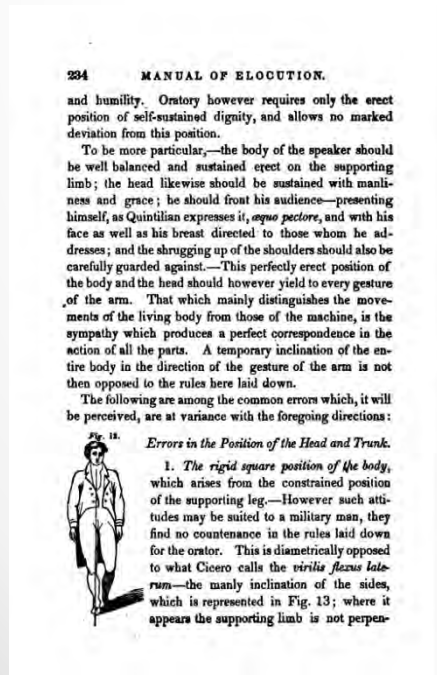 234 MANUAL OF ELOCUTION.
and humility. Oratory however requires only the erect
position of self-sustained dignity, and allows no marked
deviation from this position.
To be more particular,—the body of the speaker should
be well balanced and sustained erect on the supporting
limb; the head likewise should be sustained with manli-
ness and grace; he should front his audience—presenting
himself, as Quintilian expresses it, æquo pectore, and with his
face as well as his breast directed to those whom he ad-
dresses; and the shrugging up of the shoulders should also be
carefully guarded against.—This perfectly erect position of
the body and the head should however yield to every gesture
of the arm. That which mainly distinguishes the move-
ments of the living body from those of the machine, is the
sympathy which produces a perfect correspondence in the
action of all the parts. A temporary inclination of the en-
tire body in the direction of the gesture of the arm is not
then opposed to the rules here laid down.
The following are among the common errors which, it will
be perceived, are at variance with the foregoing directions:
Fig. 12.
Errors in the Position of the Head and Trunk.
1. The rigid square position of the body,
which arises from the constrained position
of the supporting leg.—However such atti-
tudes may be suited to a military man, they
find no countenance in the rules laid down
for the orator. This is diametrically opposed
to what Cicero calls the virilis flexus late-
rum—the manly inclination of the sides,
which is represented in Fig. 13; where it
appears the supporting limb is not perpen-